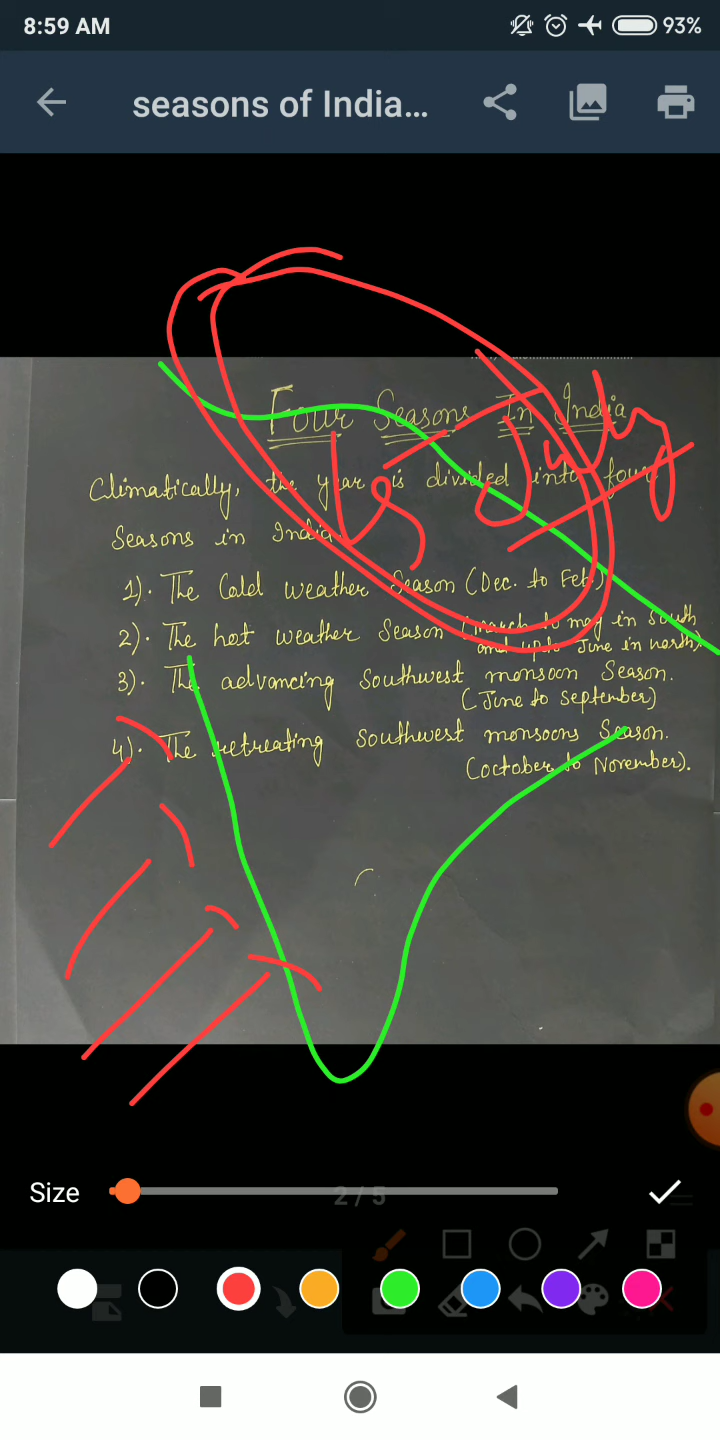 8:59 AM 93%
seasons of India...
Four Seasons In India
Climatically, the year is divided into four
Seasons in India
1). The Cold weather Season (Dec. to Feb.)
2). The hot weather Season (march to may in South
and upto June in north)
3). The advancing Southwest monsoon Season.
(June to September)
4). The retreating Southwest monsoons Season.
(october to November).
Size
2 / 5